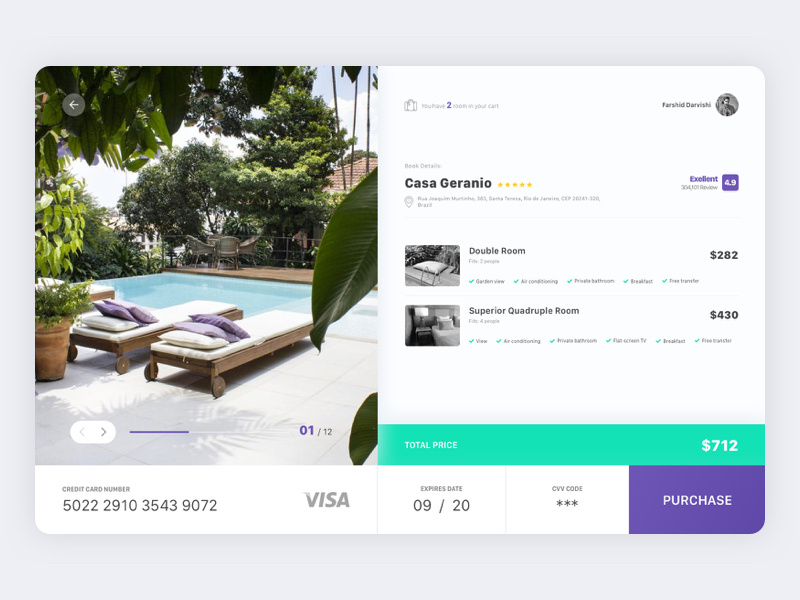 You have 2 room in your cart
Farshid Darvishi
Book Details:
Casa Geranio
Exellent
304,101 Review
4.9
Rua Joaquim Murtinho, 383, Santa Teresa, Rio de Janeiro, CEP 20241-320,
Brazil
Double Room
Fits: 2 people
$282
Garden view Air conditioning Private bathroom Breakfast Free transfer
Superior Quadruple Room
Fits: 4 people
$430
View Air conditioning Private bathroom Flat-screen TV Breakfast Free transfer
01 / 12
TOTAL PRICE
$712
CREDIT CARD NUMBER
5022 2910 3543 9072
VISA
EXPIRES DATE
09 / 20
CVV CODE
***
PURCHASE